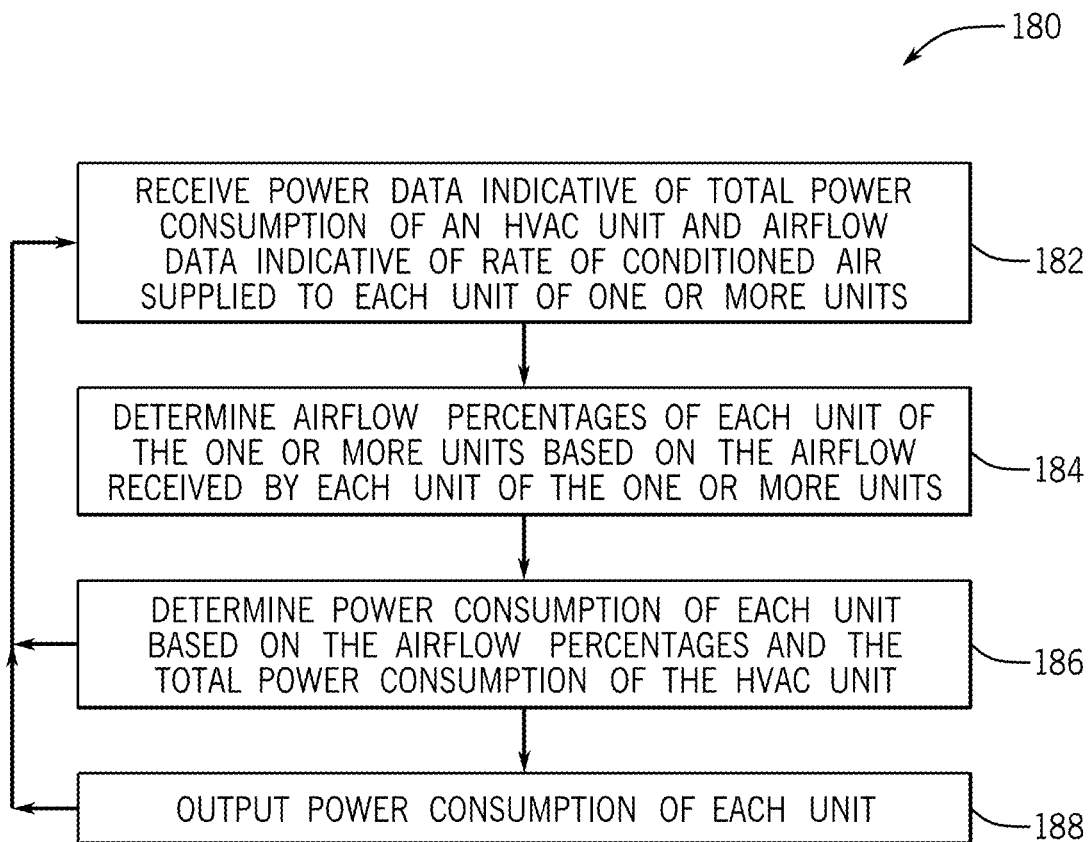 180
RECEIVE POWER DATA INDICATIVE OF TOTAL POWER
CONSUMPTION OF AN HVAC UNIT AND AIRFLOW
DATA INDICATIVE OF RATE OF CONDITIONED AIR
SUPPLIED TO EACH UNIT OF ONE OR MORE UNITS
182
DETERMINE AIRFLOW PERCENTAGES OF EACH UNIT OF
THE ONE OR MORE UNITS BASED ON THE AIRFLOW
RECEIVED BY EACH UNIT OF THE ONE OR MORE UNITS
184
DETERMINE POWER CONSUMPTION OF EACH UNIT
BASED ON THE AIRFLOW PERCENTAGES AND THE
TOTAL POWER CONSUMPTION OF THE HVAC UNIT
186
OUTPUT POWER CONSUMPTION OF EACH UNIT
188